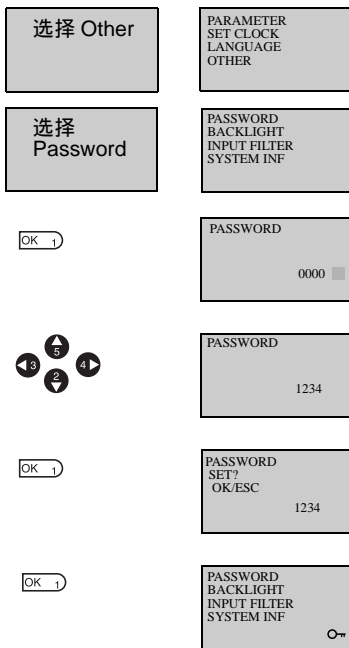 选择 Other
PARAMETER
SET CLOCK
LANGUAGE
OTHER
选择
Password
PASSWORD
BACKLIGHT
INPUT FILTER
SYSTEM INF
OK 1
PASSWORD
0000
5
3
4
2
PASSWORD
1234
OK 1
PASSWORD
SET?
OK/ESC
1234
OK 1
PASSWORD
BACKLIGHT
INPUT FILTER
SYSTEM INF